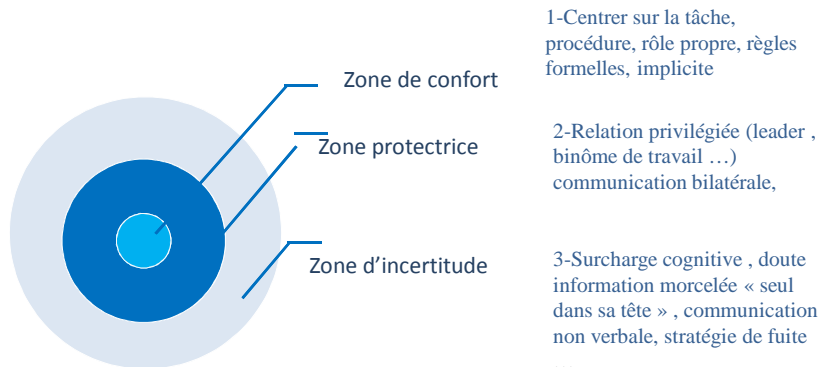 1-Centrer sur la tâche,
procédure, rôle propre, règles
formelles, implicite
Zone de confort
2-Relation privilégiée (leader ,
binôme de travail ...)
communication bilatérale,
Zone protectrice
3-Surcharge cognitive , doute
information morcelée « seul
dans sa tête » , communication
non verbale, stratégie de fuite
...
Zone d’incertitude